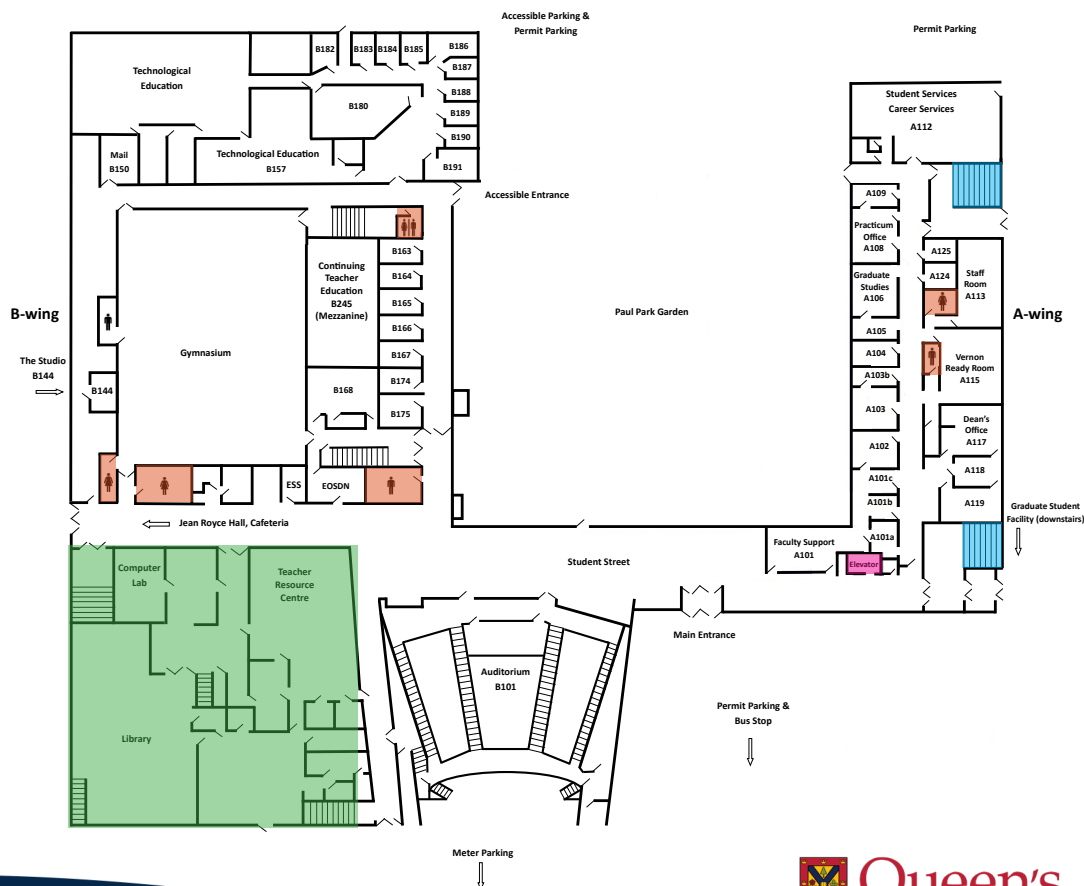 Accessible Parking &
Permit Parking
Permit Parking
Technological
Education
B182
B183
B184
B185
B186
B187
B188
B189
B190
B191
B180
Mail
B150
Technological Education
B157
Accessible Entrance
Student Services
Career Services
A112
A109
Practicum
Office
A108
Graduate
Studies
A106
A105
A104
A103b
A103
A102
A101c
A101b
A101a
A125
A124
Staff
Room
A113
Vernon
Ready Room
A115
Dean's
Office
A117
A118
A119
A-wing
B-wing
The Studio
B144
B144
Gymnasium
Continuing
Teacher
Education
B245
(Mezzanine)
B163
B164
B165
B166
B167
B168
B174
B175
Paul Park Garden
ESS
EOSDN
Jean Royce Hall, Cafeteria
Graduate Student
Facility (downstairs)
Faculty Support
A101
Elevator
Student Street
Main Entrance
Computer
Lab
Teacher
Resource
Centre
Library
Auditorium
B101
Permit Parking &
Bus Stop
Meter Parking
Queen's